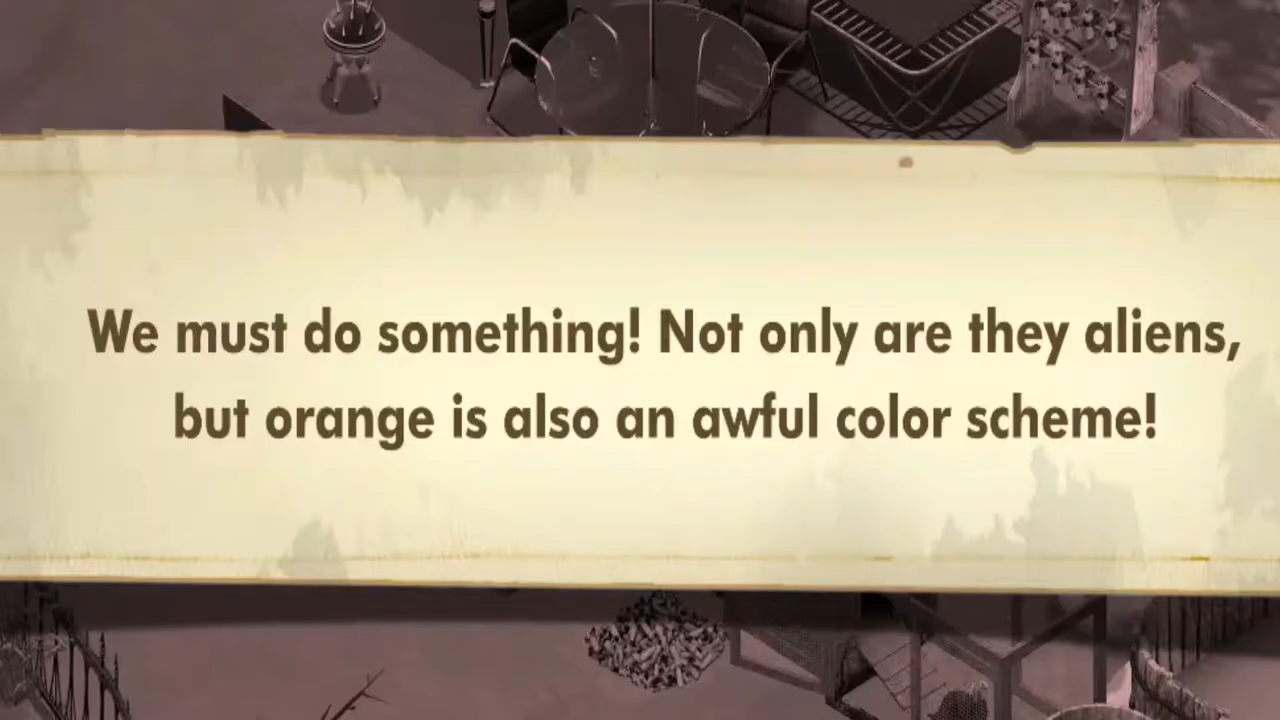 We must do something! Not only are they aliens,
but orange is also an awful color scheme!